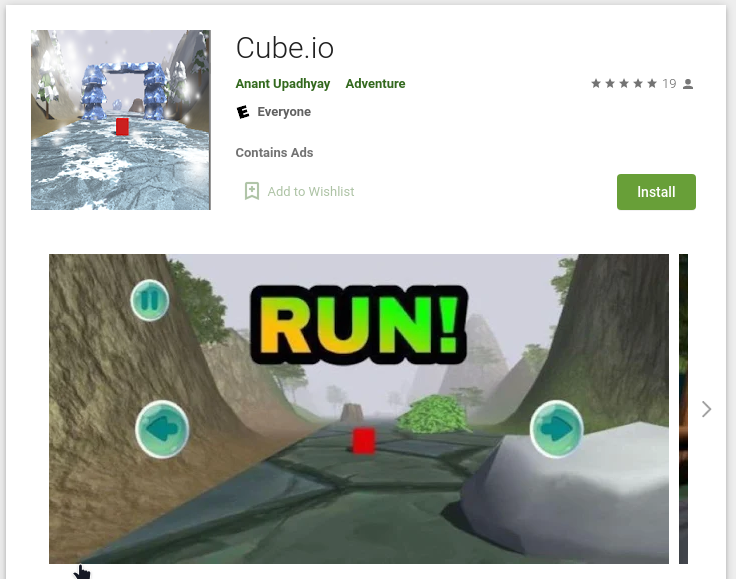 Cube.io
Anant Upadhyay Adventure
19
E Everyone
Contains Ads
Add to Wishlist
Install
RUN!